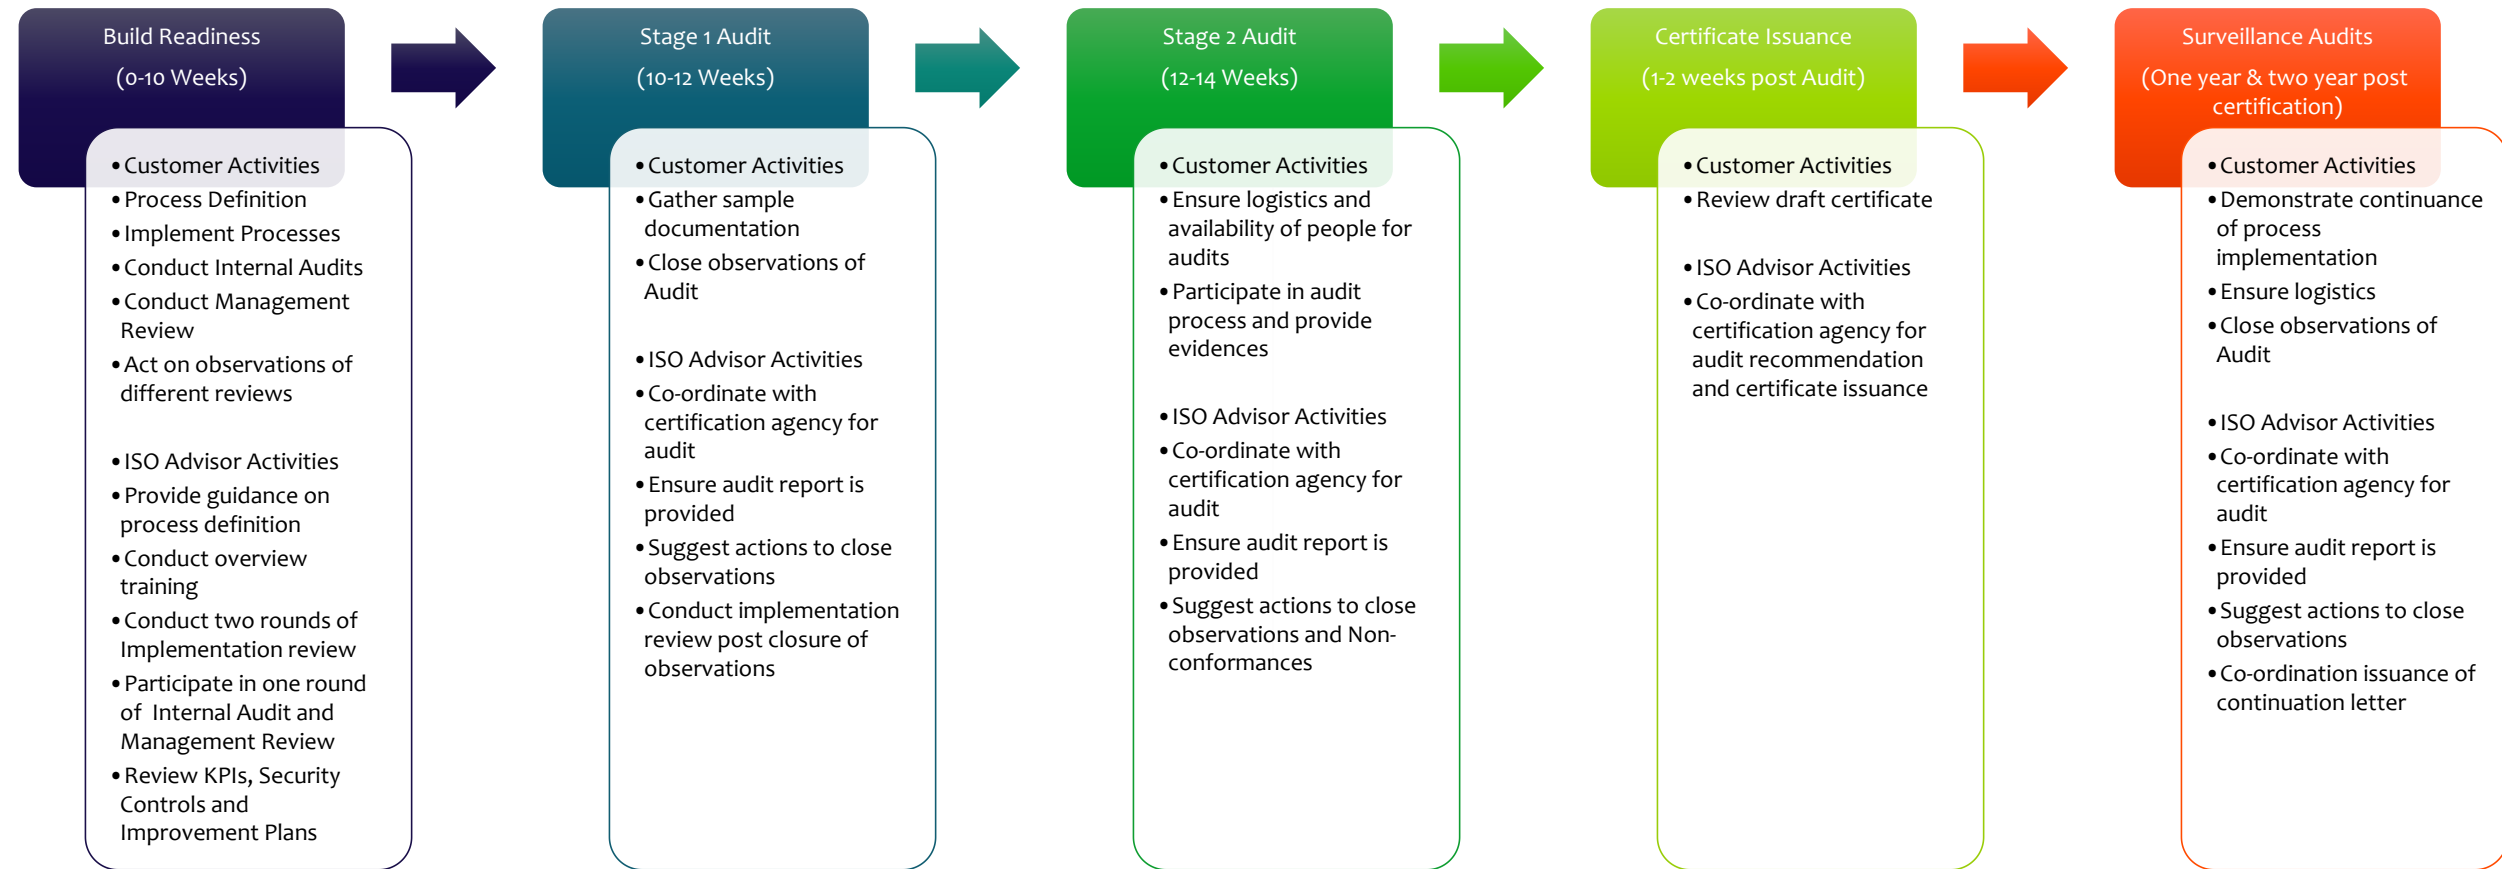 Build Readiness
(0-10 Weeks)
•Customer Activities
•Process Definition
•Implement Processes
•Conduct Internal Audits
•Conduct Management
Review
•Act on observations of
different reviews
•ISO Advisor Activities
•Provide guidance on
process definition
•Conduct overview
training
•Conduct two rounds of
Implementation review
•Participate in one round
of Internal Audit and
Management Review
•Review KPIs, Security
Controls and
Improvement Plans
Stage 1 Audit
(10-12 Weeks)
•Customer Activities
•Gather sample
documentation
•Close observations of
Audit
•ISO Advisor Activities
•Co-ordinate with
certification agency for
audit
•Ensure audit report is
provided
•Suggest actions to close
observations
•Conduct implementation
review post closure of
observations
Stage 2 Audit
(12-14 Weeks)
•Customer Activities
•Ensure logistics and
availability of people for
audits
•Participate in audit
process and provide
evidences
•ISO Advisor Activities
•Co-ordinate with
certification agency for
audit
•Ensure audit report is
provided
•Suggest actions to close
observations and Non-
conformances
Certificate Issuance
(1-2 weeks post Audit)
•Customer Activities
•Review draft certificate
•ISO Advisor Activities
•Co-ordinate with
certification agency for
audit recommendation
and certificate issuance
Surveillance Audits
(One year & two year post
certification)
•Customer Activities
•Demonstrate continuance
of process
implementation
•Ensure logistics
•Close observations of
Audit
•ISO Advisor Activities
•Co-ordinate with
certification agency for
audit
•Ensure audit report is
provided
•Suggest actions to close
observations
•Co-ordination issuance of
continuation letter